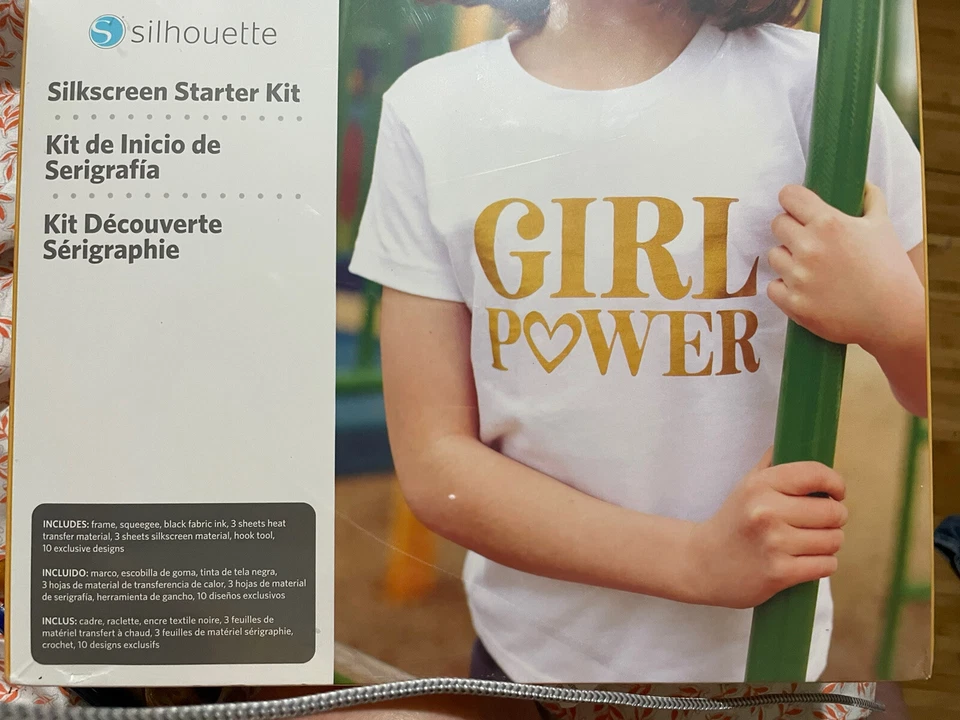 silhouette
Silkscreen Starter Kit
Kit de Inicio de
Serigrafía
Kit Découverte
Sérigraphie
GIRL
POWER
INCLUDES: frame, squeegee, black fabric ink, 3 sheets heat
transfer material, 3 sheets silkscreen material, hook tool,
10 exclusive designs
INCLUIDO: marco, escobilla de goma, tinta de tela negra,
3 hojas de material de transferencia de calor, 3 hojas de material
de serigrafía, herramienta de gancho, 10 diseños exclusivos
INCLUS: cadre, raclette, encre textile noire, 3 feuilles de
matériel transfert à chaud, 3 feuilles de matériel sérigraphie,
crochet, 10 designs exclusifs